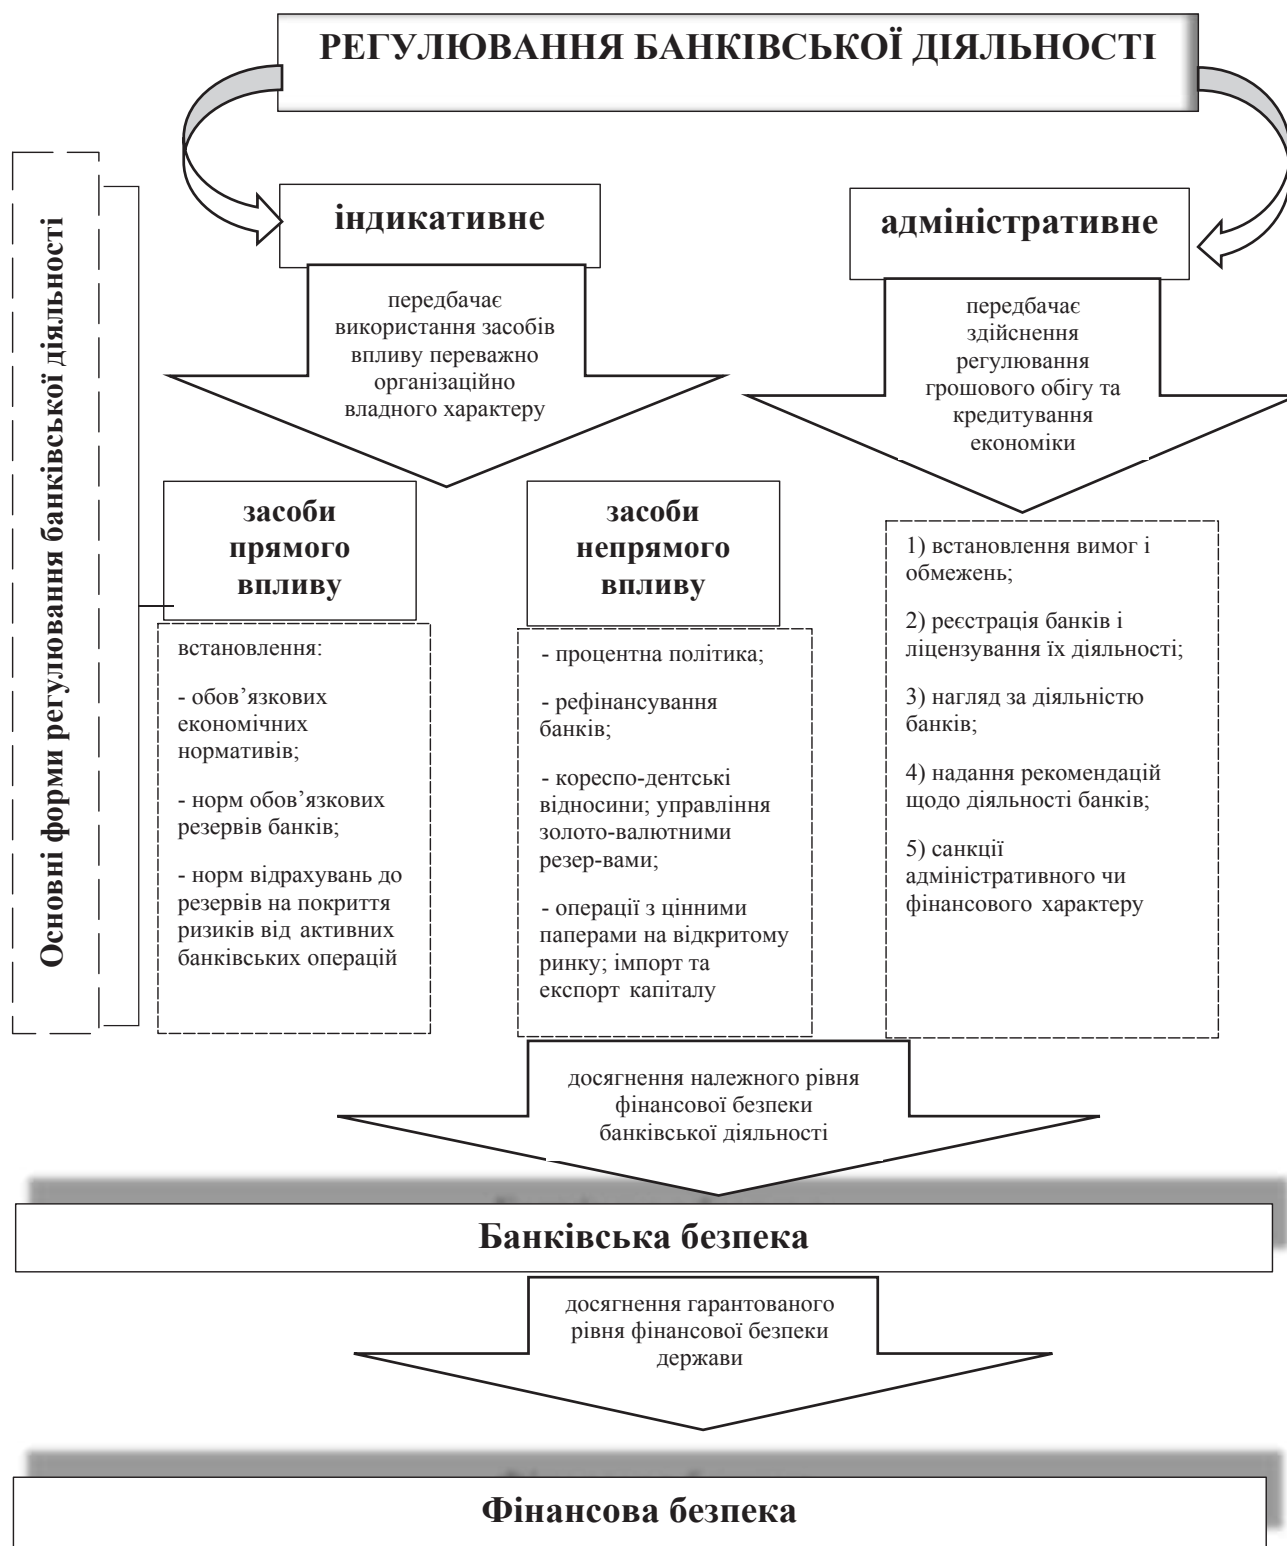 РЕГУЛЮВАННЯ БАНКІВСЬКОЇ ДІЯЛЬНОСТІ
Основні форми регулювання банківської діяльності
індикативне
передбачає
використання засобів
впливу переважно
організаційно
владного характеру
адміністративне
передбачає
здійснення
регулювання
грошового обігу та
кредитування
економіки
засоби
прямого
впливу
встановлення:
- обов’язкових
економічних
нормативів;
- норм обов’язкових
резервів банків;
- норм відрахувань до
резервів на покриття
ризиків від активних
банківських операцій
засоби
непрямого
впливу
- процентна політика;
- рефінансування
банків;
- кореспо-дентські
відносини; управління
золото-валютними
резер-вами;
- операції з цінними
паперами на відкритому
ринку; імпорт та
експорт капіталу
1) встановлення вимог і
обмежень;
2) реєстрація банків і
ліцензування їх діяльності;
3) нагляд за діяльністю
банків;
4) надання рекомендацій
щодо діяльності банків;
5) санкції
адміністративного чи
фінансового характеру
досягнення належного рівня
фінансової безпеки
банківської діяльності
Банківська безпека
досягнення гарантованого
рівня фінансової безпеки
держави
Фінансова безпека